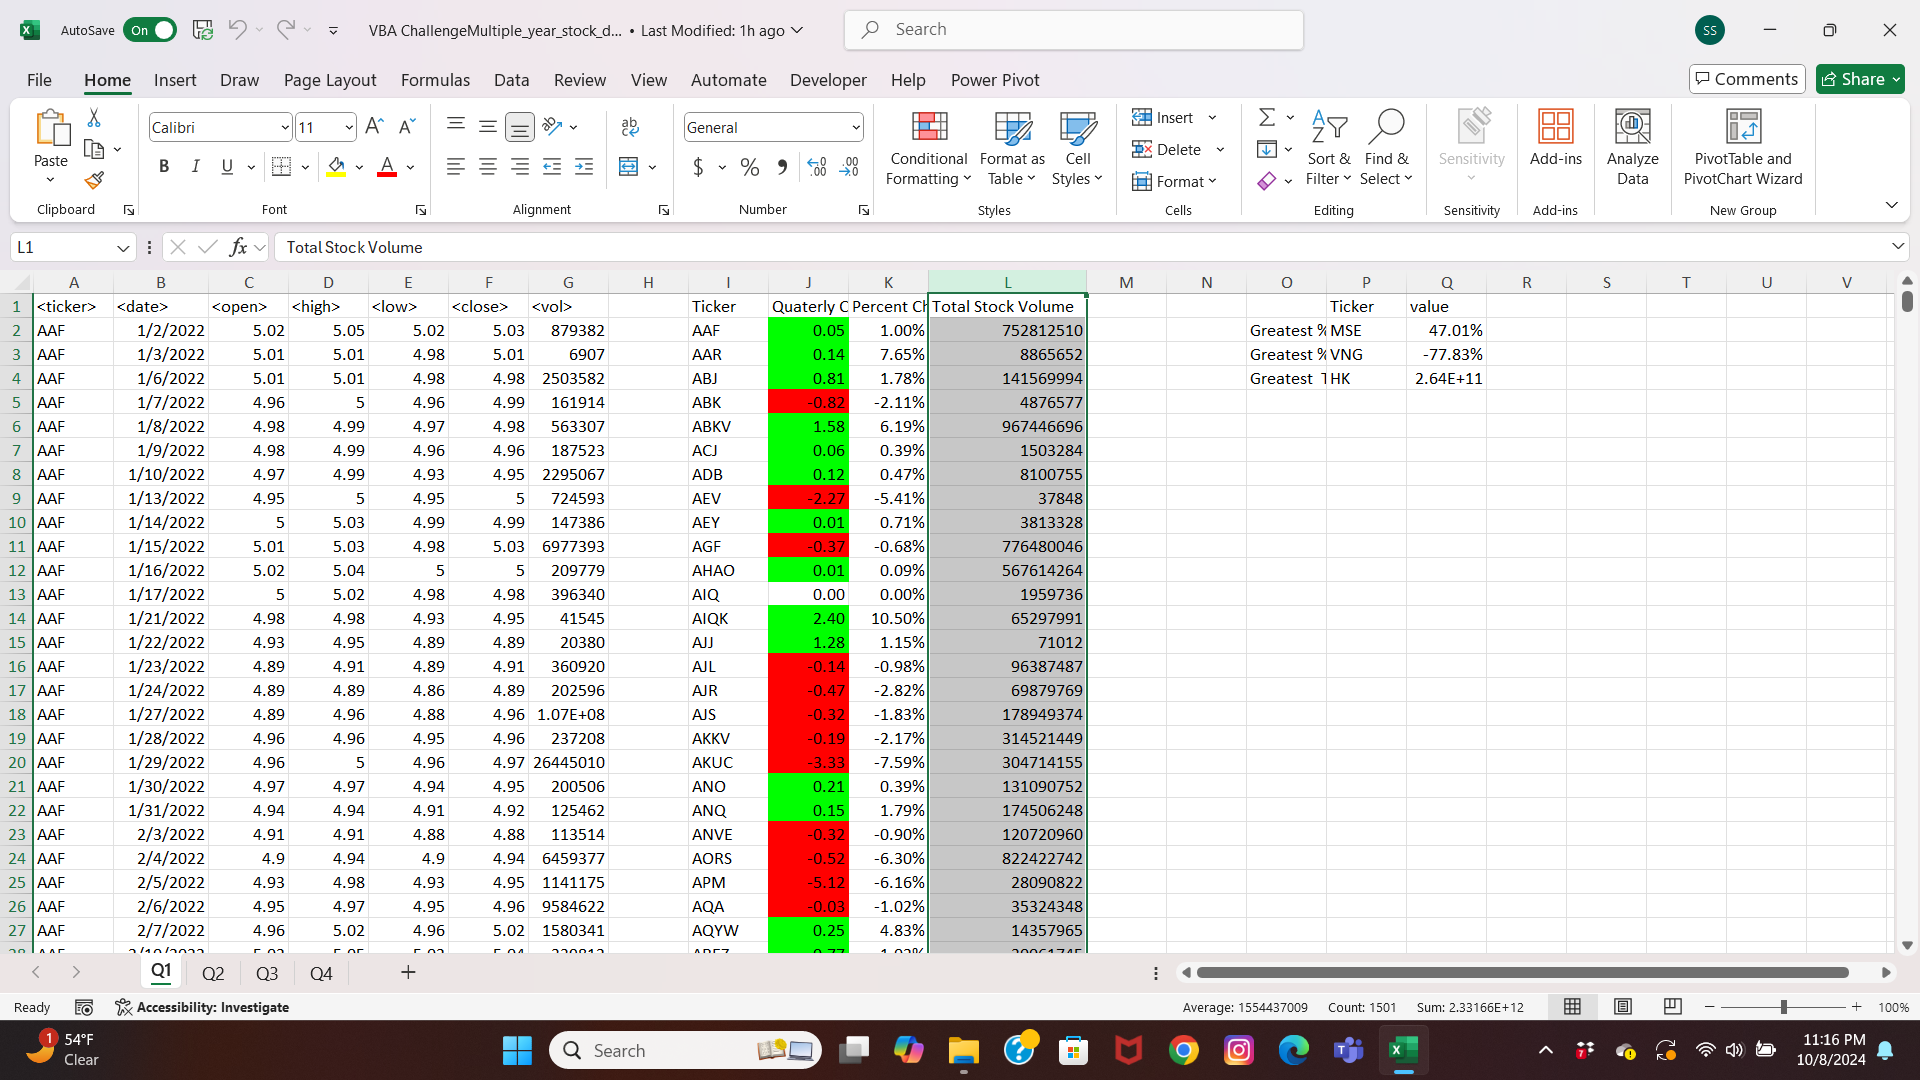 AutoSave On VBA ChallengeMultiple_year_stock_d... • Last Modified: 1h ago Search SS
File Home Insert Draw Page Layout Formulas Data Review View Automate Developer Help Power Pivot Comments Share
Paste Calibri 11 General Conditional Formatting Format as Table Cell Styles Insert Delete Format Sort & Filter Find & Select Sensitivity Add-ins Analyze Data PivotTable and PivotChart Wizard
Clipboard Font Alignment Number Styles Cells Editing Sensitivity Add-ins New Group
L1 fx Total Stock Volume
A B C D E F G H I J K L M N O P Q R S T U V
1 <ticker> <date> <open> <high> <low> <close> <vol> Ticker Quaterly C Percent Ch Total Stock Volume Ticker value
2 AAF 1/2/2022 5.02 5.05 5.02 5.03 879382 AAF 0.05 1.00% 752812510 Greatest % MSE 47.01%
3 AAF 1/3/2022 5.01 5.01 4.98 5.01 6907 AAR 0.14 7.65% 8865652 Greatest % VNG -77.83%
4 AAF 1/6/2022 5.01 5.01 4.98 4.98 2503582 ABJ 0.81 1.78% 141569994 Greatest T HK 2.64E+11
5 AAF 1/7/2022 4.96 5 4.96 4.99 161914 ABK -0.82 -2.11% 4876577
6 AAF 1/8/2022 4.98 4.99 4.97 4.98 563307 ABKV 1.58 6.19% 967446696
7 AAF 1/9/2022 4.98 4.99 4.96 4.96 187523 ACJ 0.06 0.39% 1503284
8 AAF 1/10/2022 4.97 4.99 4.93 4.95 2295067 ADB 0.12 0.47% 8100755
9 AAF 1/13/2022 4.95 5 4.95 5 724593 AEV -2.27 -5.41% 37848
10 AAF 1/14/2022 5 5.03 4.99 4.99 147386 AEY 0.01 0.71% 3813328
11 AAF 1/15/2022 5.01 5.03 4.98 5.03 6977393 AGF -0.37 -0.68% 776480046
12 AAF 1/16/2022 5.02 5.04 5 5 209779 AHAO 0.01 0.09% 567614264
13 AAF 1/17/2022 5 5.02 4.98 4.98 396340 AIQ 0.00 0.00% 1959736
14 AAF 1/21/2022 4.98 4.98 4.93 4.95 41545 AIQK 2.40 10.50% 65297991
15 AAF 1/22/2022 4.93 4.95 4.89 4.89 20380 AJJ 1.28 1.15% 71012
16 AAF 1/23/2022 4.89 4.91 4.89 4.91 360920 AJL -0.14 -0.98% 96387487
17 AAF 1/24/2022 4.89 4.89 4.86 4.89 202596 AJR -0.47 -2.82% 69879769
18 AAF 1/27/2022 4.89 4.96 4.88 4.96 1.07E+08 AJS -0.32 -1.83% 178949374
19 AAF 1/28/2022 4.96 4.96 4.95 4.96 237208 AKKV -0.19 -2.17% 314521449
20 AAF 1/29/2022 4.96 5 4.96 4.97 26445010 AKUC -3.33 -7.59% 304714155
21 AAF 1/30/2022 4.97 4.97 4.94 4.95 200506 ANO 0.21 0.39% 131090752
22 AAF 1/31/2022 4.94 4.94 4.91 4.92 125462 ANQ 0.15 1.79% 174506248
23 AAF 2/3/2022 4.91 4.91 4.88 4.88 113514 ANVE -0.32 -0.90% 120720960
24 AAF 2/4/2022 4.9 4.94 4.9 4.94 6459377 AORS -0.52 -6.30% 822422742
25 AAF 2/5/2022 4.93 4.98 4.93 4.95 1141175 APM -5.12 -6.16% 28090822
26 AAF 2/6/2022 4.95 4.97 4.95 4.96 9584622 AQA -0.03 -1.02% 35324348
27 AAF 2/7/2022 4.96 5.02 4.96 5.02 1580341 AQYW 0.25 4.83% 14357965
Q1 Q2 Q3 Q4
Ready Accessibility: Investigate Average: 1554437009 Count: 1501 Sum: 2.33166E+12 100%
1 54°F Clear Search 11:16 PM 10/8/2024